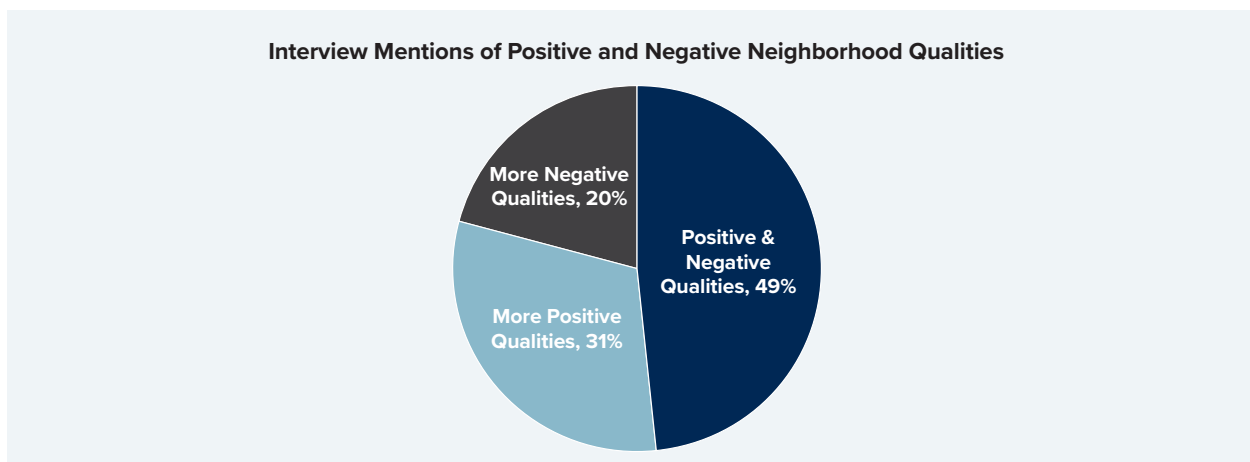 Interview Mentions of Positive and Negative Neighborhood Qualities
More Negative
Qualities, 20%
Positive &
Negative
Qualities, 49%
More Positive
Qualities, 31%